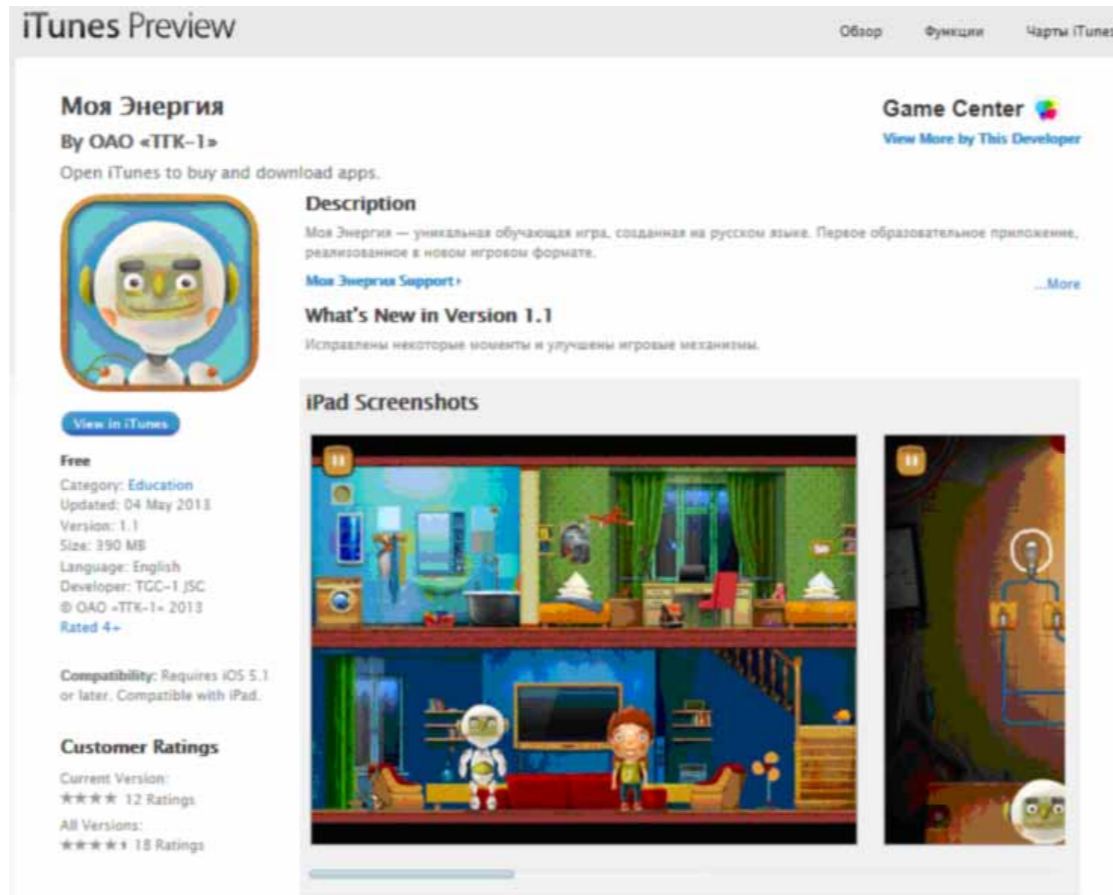 iTunes Preview
Обзор Функции Чарты iTunes
Моя Энергия
By ОАО «ТГК-1»
Open iTunes to buy and download apps.
Game Center
View More by This Developer
Description
Моя Энергия — уникальная обучающая игра, созданная на русском языке. Первое образовательное приложение,
реализованное в новом игровом формате.
Моя Энергия Support
...More
What's New in Version 1.1
Исправлены некоторые моменты и улучшены игровые механизмы.
iPad Screenshots
View in iTunes
Free
Category: Education
Updated: 04 May 2013
Version: 1.1
Size: 390 MB
Language: English
Developer: TGC-1 JSC
© ОАО «ТГК-1» 2013
Rated 4+
Compatibility: Requires iOS 5.1
or later. Compatible with iPad.
Customer Ratings
Current Version:
12 Ratings
All Versions:
18 Ratings